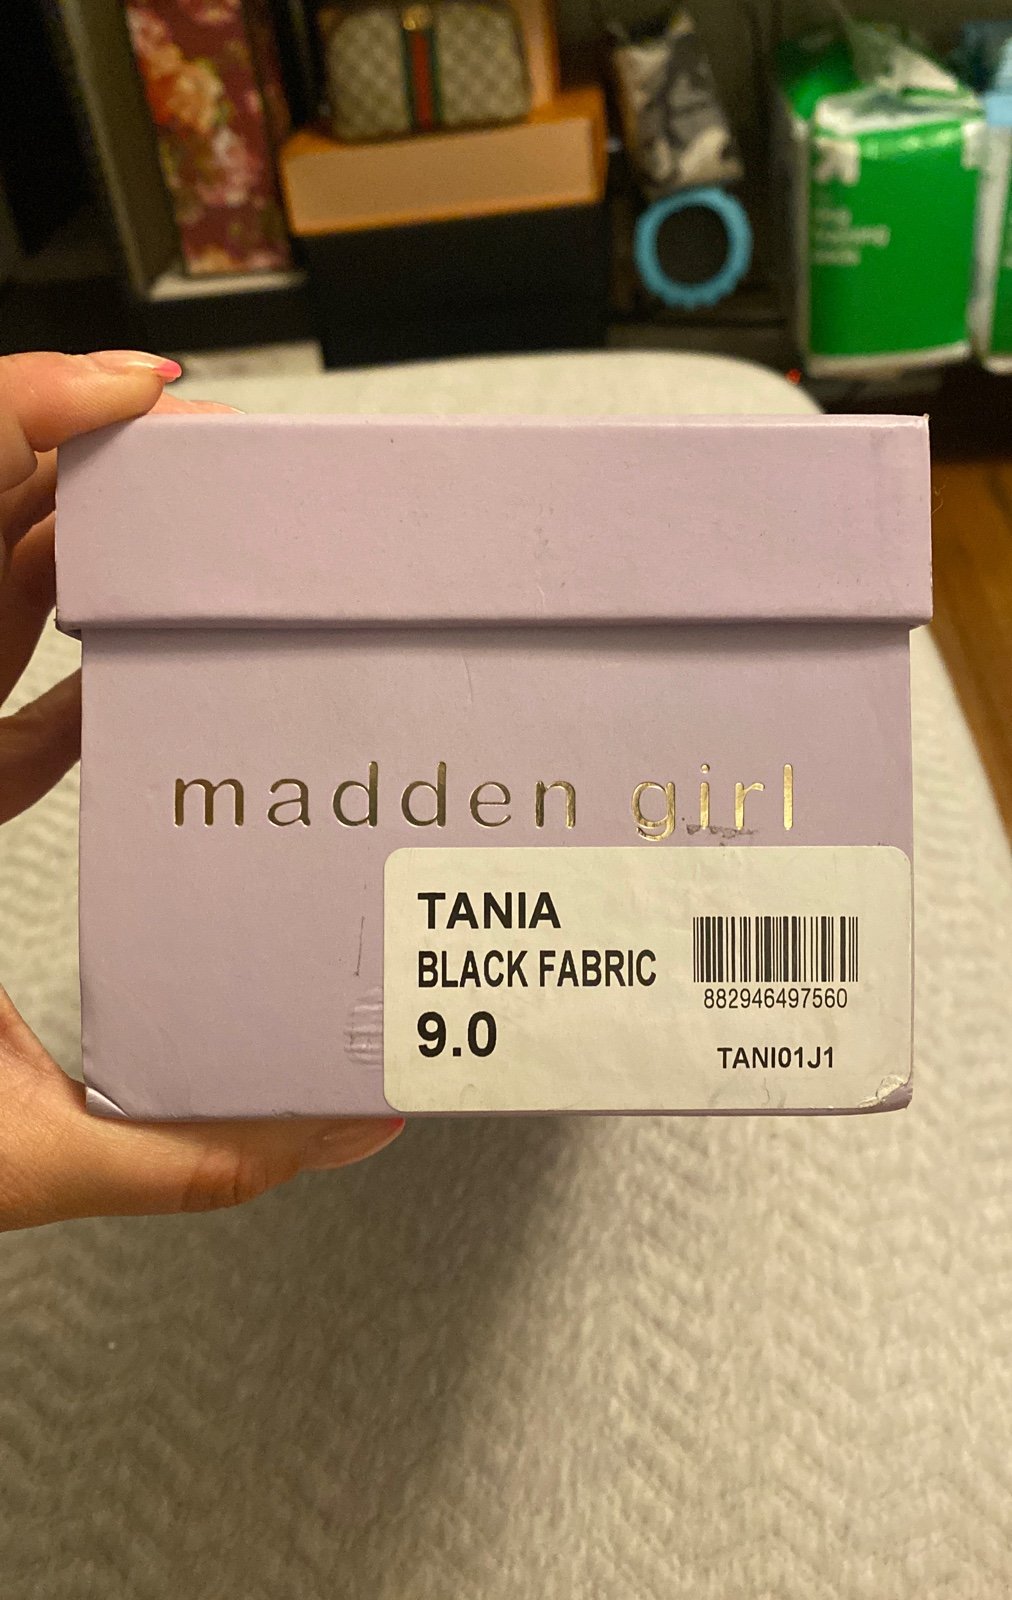 madden girl
TANIA
BLACK FABRIC
9.0
882946497560
TANI01J1